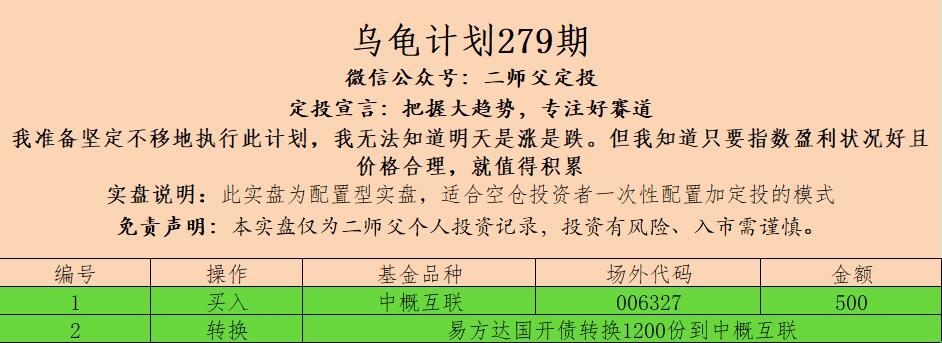 乌龟计划279期
微信公众号：二师父定投
定投宣言：把握大趋势，专注好赛道
我准备坚定不移地执行此计划，我无法知道明天是涨是跌。但我知道只要指数盈利状况好且
价格合理，就值得积累
实盘说明：此实盘为配置型实盘，适合空仓投资者一次性配置加定投的模式
免责声明：本实盘仅为二师父个人投资记录，投资有风险、入市需谨慎。
编号 操作 基金品种 场外代码 金额
1 买入 中概互联 006327 500
2 转换 易方达国开债转换1200份到中概互联